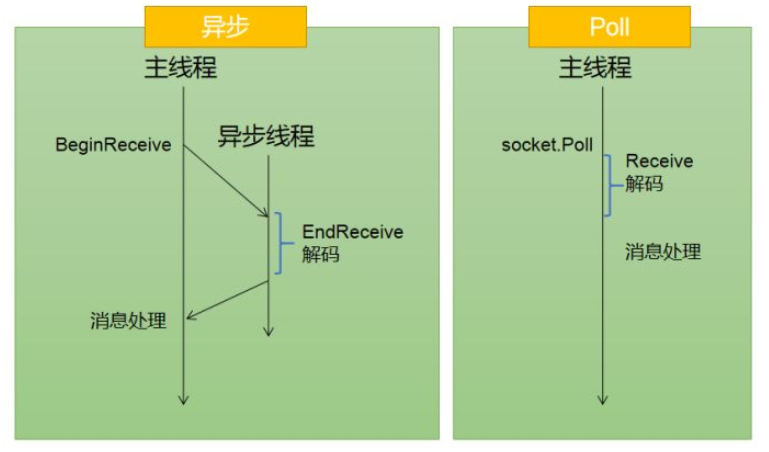 异步
主线程
BeginReceive
异步线程
EndReceive
解码
消息处理
Poll
主线程
socket.Poll
Receive
解码
消息处理